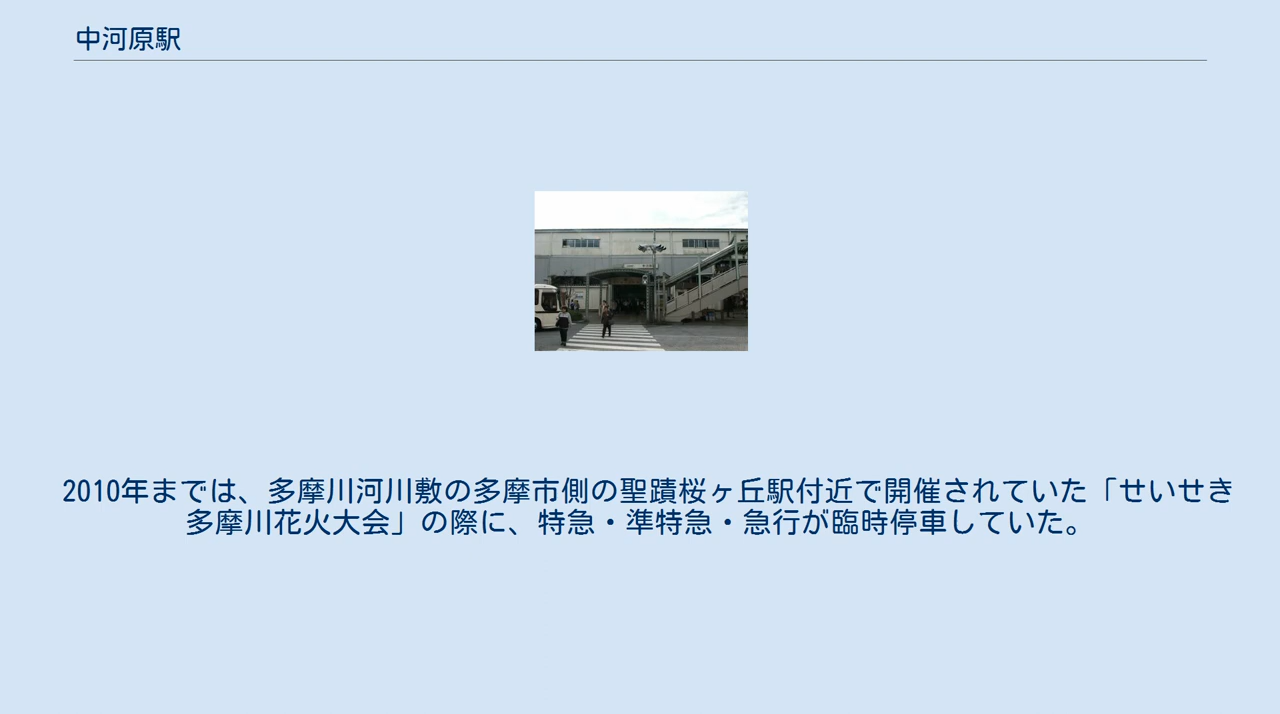 中河原駅
2010年までは、多摩川河川敷の多摩市側の聖蹟桜ヶ丘駅付近で開催されていた「せいせき
多摩川花火大会」の際に、特急・準特急・急行が臨時停車していた。